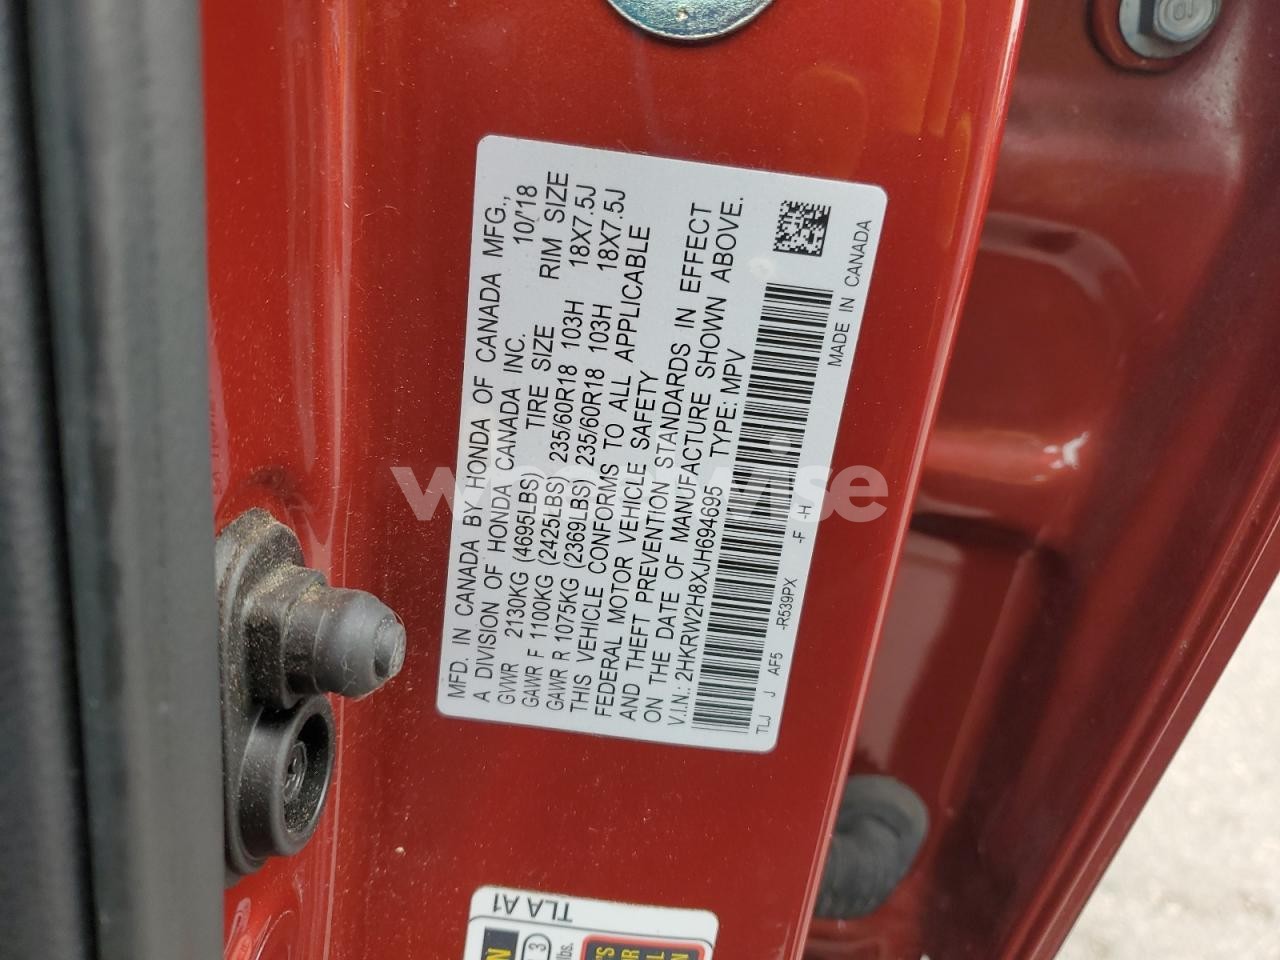 MFD. IN CANADA BY HONDA OF CANADA MFG.,
A DIVISION OF HONDA CANADA INC. 10/'18
GVWR 2130KG (4695LBS) TIRE SIZE RIM SIZE
GAWR F 1100KG (2425LBS) 235/60R18 103H 18X7.5J
GAWR R 1075KG (2369LBS) 235/60R18 103H 18X7.5J
THIS VEHICLE CONFORMS TO ALL APPLICABLE
FEDERAL MOTOR VEHICLE SAFETY
AND THEFT PREVENTION STANDARDS IN EFFECT
ON THE DATE OF MANUFACTURE SHOWN ABOVE.
V.I.N.: 2HKRW2H8XJH694695 TYPE: MPV
TLJ J AF5 -R539PX -F -H MADE IN CANADA
TLA A1
3
lbs.